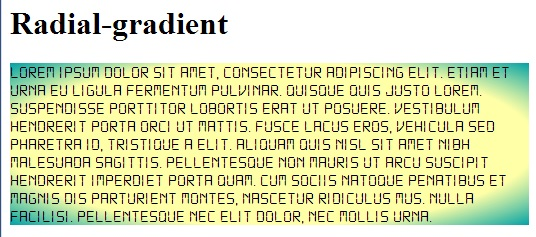 Radial-gradient
LOREM IPSUM DOLOR SIT AMET, CONSECTETUR ADIPISCING ELIT. ETIAM ET
URNA EU LIGULA FERMENTUM PULVINAR. QUISQUE QUIS JUSTO LOREM.
SUSPENDISSE PORTTITOR LOBORTIS ERAT UT POSUERE. VESTIBULUM
HENDRERIT PORTA ORCI UT MATTIS. FUSCE LACUS EROS, VEHICULA SED
PHARETRA ID, TRISTIQUE A ELIT. ALIQUAM QUIS NISL SIT AMET NIBH
MALESUADA SAGITTIS. PELLENTESQUE NON MAURIS UT ARCU SUSCIPIT
HENDRERIT IMPERDIET PORTA QUAM. CUM SOCIIS NATOQUE PENATIBUS ET
MAGNIS DIS PARTURIENT MONTES, NASCETUR RIDICULUS MUS. NULLA
FACILISI. PELLENTESQUE NEC ELIT DOLOR, NEC MOLLIS URNA.